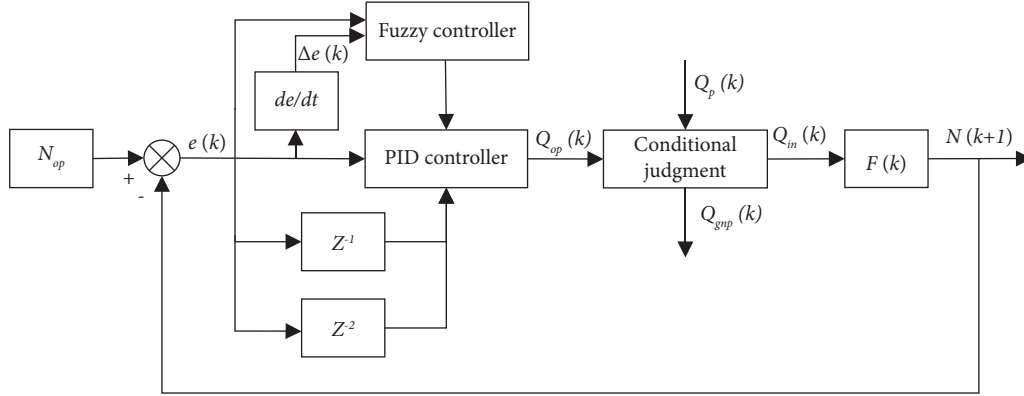 Fuzzy controller
Δe (k)
de/dt
Q_p (k)
N_op
e (k)
PID controller
Q_op (k)
Conditional
judgment
Q_in (k)
F (k)
N (k+1)
+
-
Q_gnp (k)
Z^-1
Z^-2